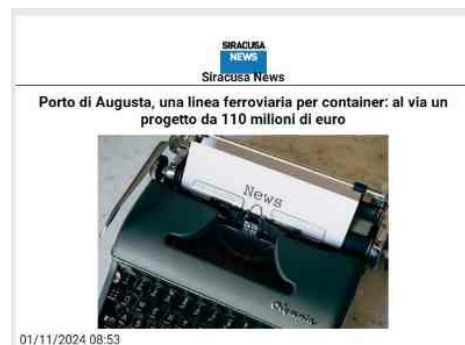 SIRACUSA
NEWS
Siracusa News
Porto di Augusta, una linea ferroviaria per container: al via un
progetto da 110 milioni di euro
News
Olympia
01/11/2024 08:53